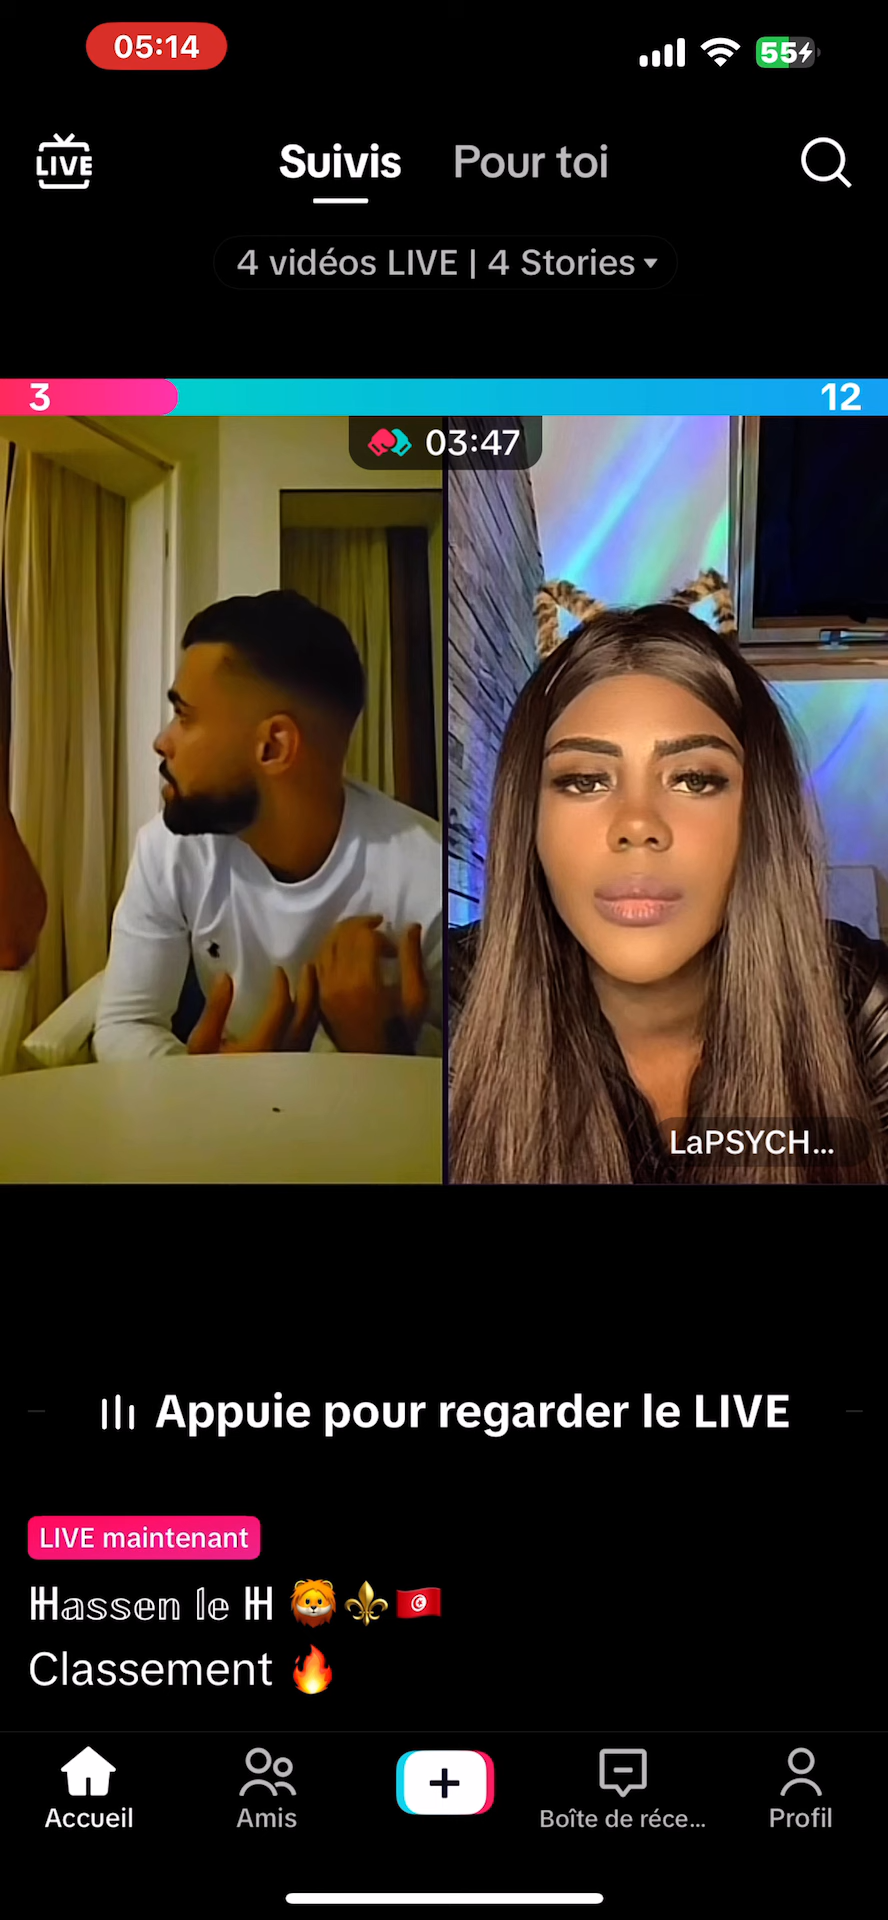 05:14
55
LIVE
Suivis
Pour toi
4 vidéos LIVE | 4 Stories
3
12
03:47
LaPSYCH...
Appuie pour regarder le LIVE
LIVE maintenant
ℍassen le ℍ 🦁⚜️🇹🇳
Classement 🔥
Accueil
Amis
Boîte de réce...
Profil